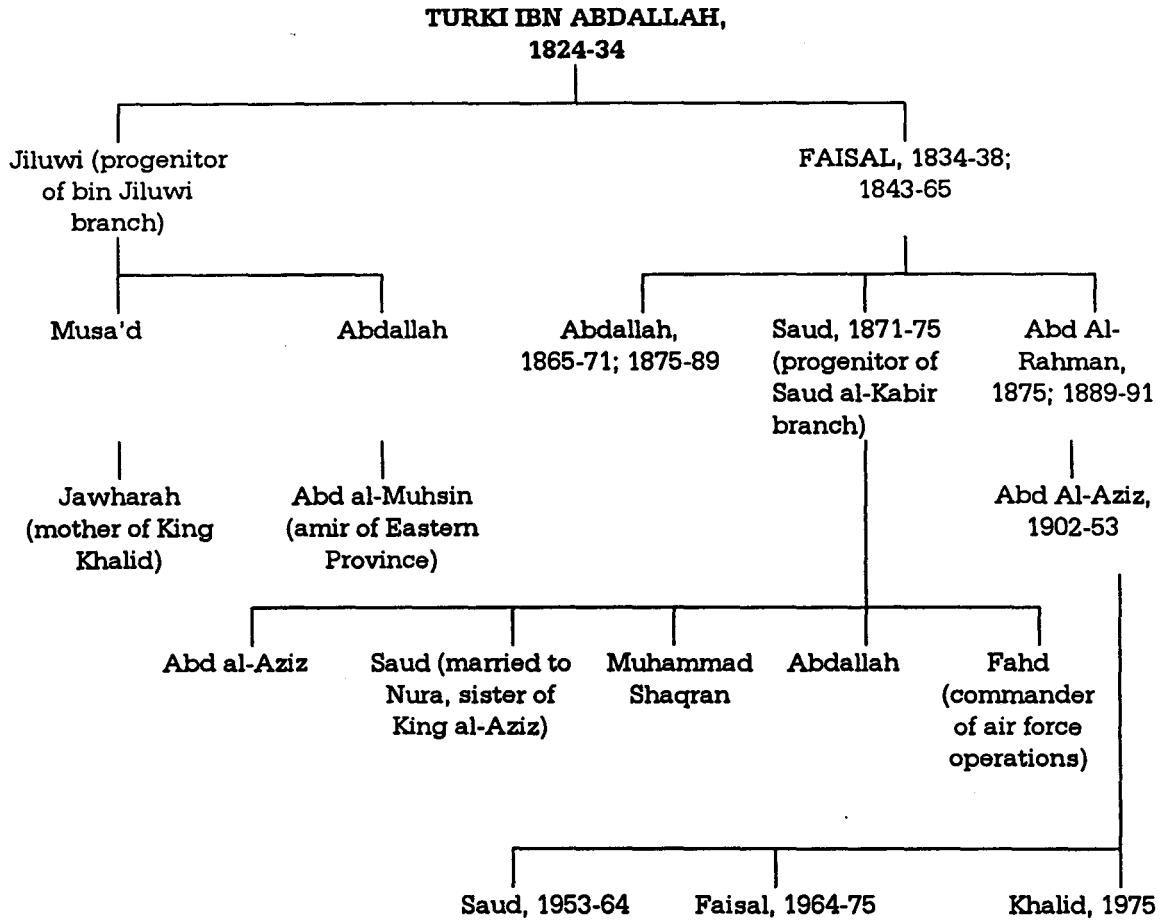 TURKI IBN ABDALLAH,
1824-34
Jiluwi (progenitor
of bin Jiluwi
branch)
FAISAL, 1834-38;
1843-65
Musa'd
Abdallah
Abdallah,
1865-71; 1875-89
Saud, 1871-75
(progenitor of
Saud al-Kabir
branch)
Abd Al-
Rahman,
1875; 1889-91
Jawharah
(mother of King
Khalid)
Abd al-Muhsin
(amir of Eastern
Province)
Abd Al-Aziz,
1902-53
Abd al-Aziz
Saud (married to
Nura, sister of
King al-Aziz)
Muhammad
Shaqran
Abdallah
Fahd
(commander
of air force
operations)
Saud, 1953-64
Faisal, 1964-75
Khalid, 1975